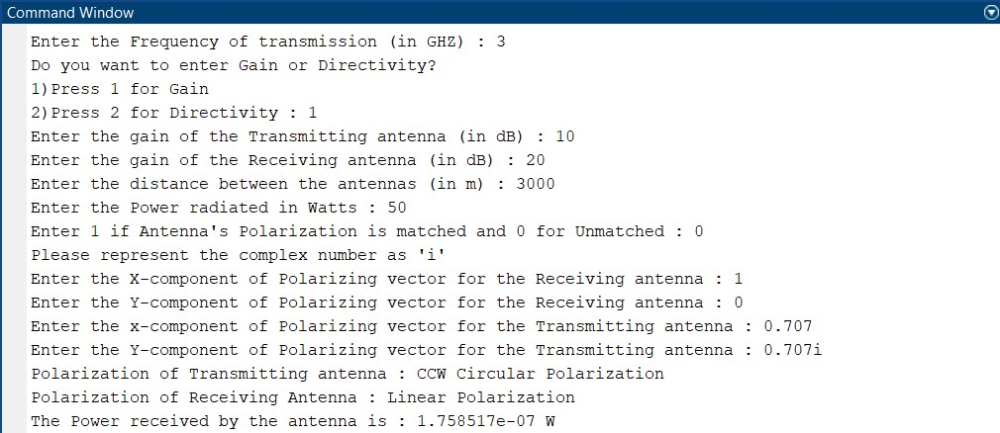 Command Window
Enter the Frequency of transmission (in GHZ) : 3
Do you want to enter Gain or Directivity?
1)Press 1 for Gain
2)Press 2 for Directivity : 1
Enter the gain of the Transmitting antenna (in dB) : 10
Enter the gain of the Receiving antenna (in dB) : 20
Enter the distance between the antennas (in m) : 3000
Enter the Power radiated in Watts : 50
Enter 1 if Antenna's Polarization is matched and 0 for Unmatched : 0
Please represent the complex number as 'i'
Enter the X-component of Polarizing vector for the Receiving antenna : 1
Enter the Y-component of Polarizing vector for the Receiving antenna : 0
Enter the x-component of Polarizing vector for the Transmitting antenna : 0.707
Enter the Y-component of Polarizing vector for the Transmitting antenna : 0.707i
Polarization of Transmitting antenna : CCW Circular Polarization
Polarization of Receiving Antenna : Linear Polarization
The Power received by the antenna is : 1.758517e-07 W